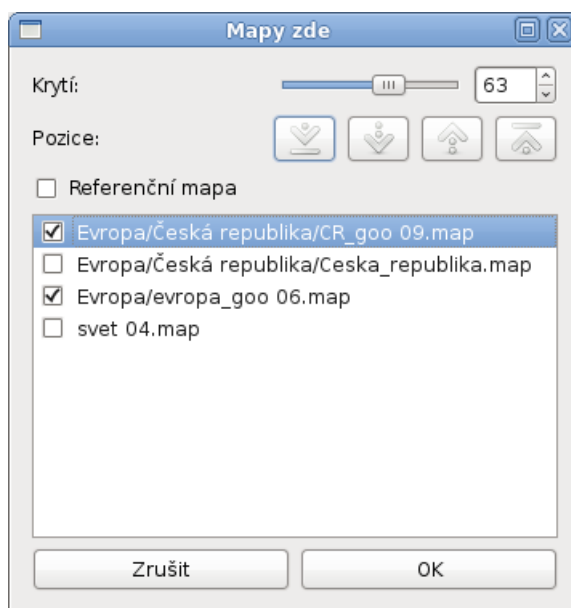 Mapy zde
Krytí:
63
Pozice:
Referenční mapa
Evropa/Česká republika/CR_goo 09.map
Evropa/Česká republika/Ceska_republika.map
Evropa/evropa_goo 06.map
svet 04.map
Zrušit
OK